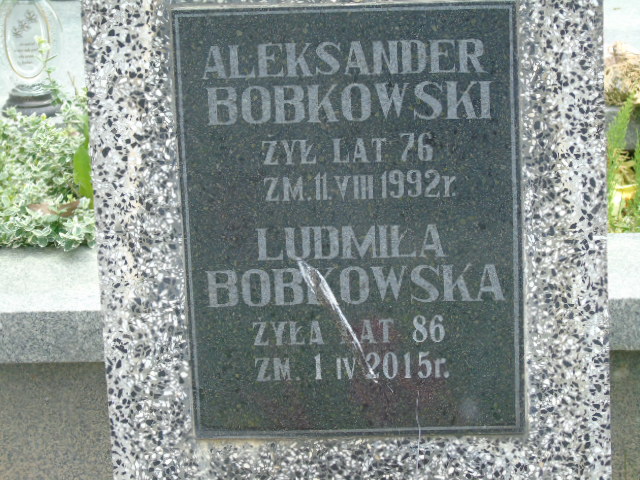 ALEKSANDER
BOBKOWSKI
ŻYŁ LAT 76
ZM. 11. VIII 1992r.
LUDMIŁA
BOBKOWSKA
ŻYŁA LAT 86
ZM. 1 IV 2015r.